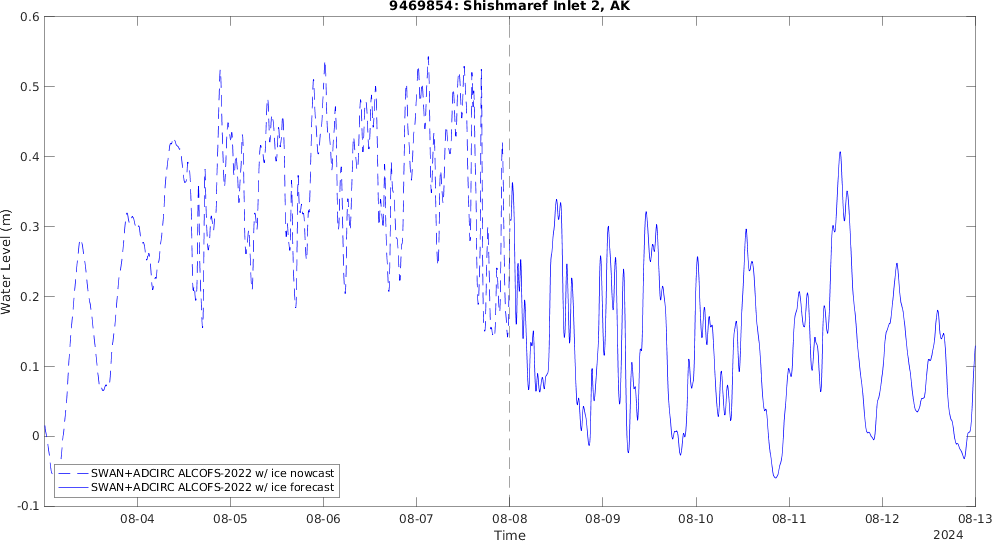 9469854: Shishmaref Inlet 2, AK
0.6
0.5
0.4
0.3
0.2
0.1
0
-0.1
Water Level (m)
SWAN+ADCIRC ALCOFS-2022 w/ ice nowcast
SWAN+ADCIRC ALCOFS-2022 w/ ice forecast
08-04 08-05 08-06 08-07 08-08 08-09 08-10 08-11 08-12 08-13
Time
2024